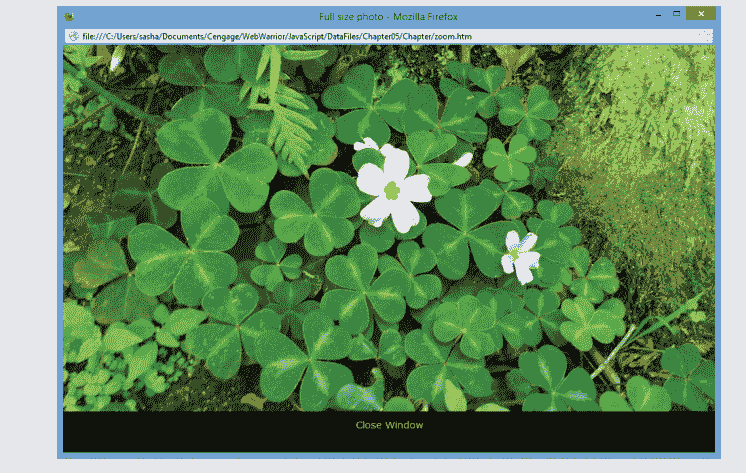 Full size photo - Mozilla Firefox
file:///C:/Users/sasha/Documents/Cengage/WebWarrior/JavaScript/DataFiles/Chapter05/Chapter/zoom.htm
Close Window